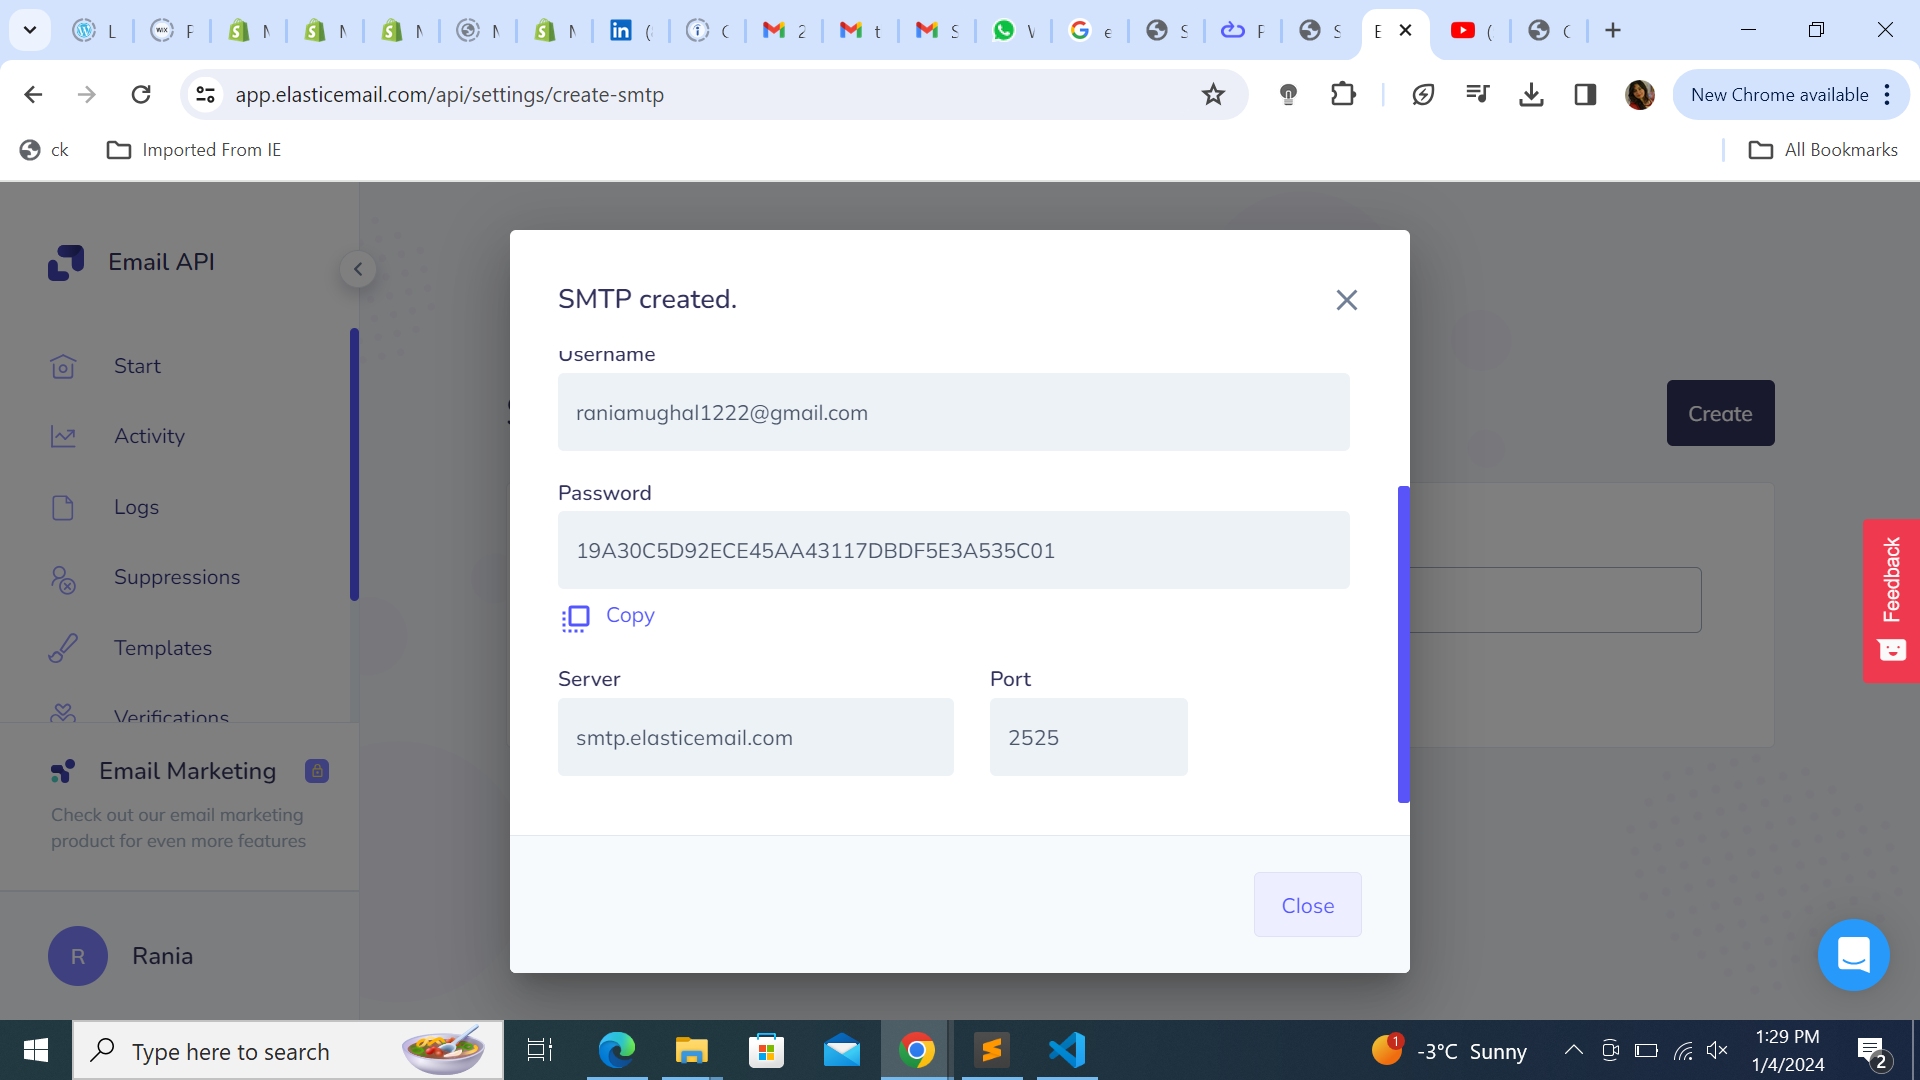 New Chrome available
app.elasticemail.com/api/settings/create-smtp
ck
Imported From IE
All Bookmarks
Email API
Start
Activity
Logs
Suppressions
Templates
Verifications
Email Marketing
Check out our email marketing
product for even more features
R
Rania
SMTP created.
Username
raniamughal1222@gmail.com
Password
19A30C5D92ECE45AA43117DBDF5E3A535C01
Copy
Server
Port
smtp.elasticemail.com
2525
Close
Create
Feedback
Type here to search
1
-3°C Sunny
1:29 PM
1/4/2024
2